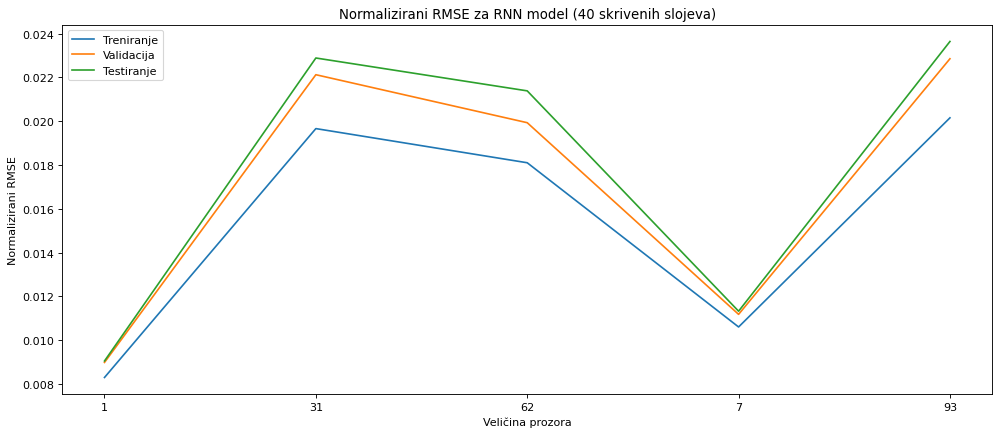 Normalizirani RMSE za RNN model (40 skrivenih slojeva)
Treniranje
Validacija
Testiranje
Normalizirani RMSE
0.024
0.022
0.020
0.018
0.016
0.014
0.012
0.010
0.008
1 31 62 7 93
Veličina prozora